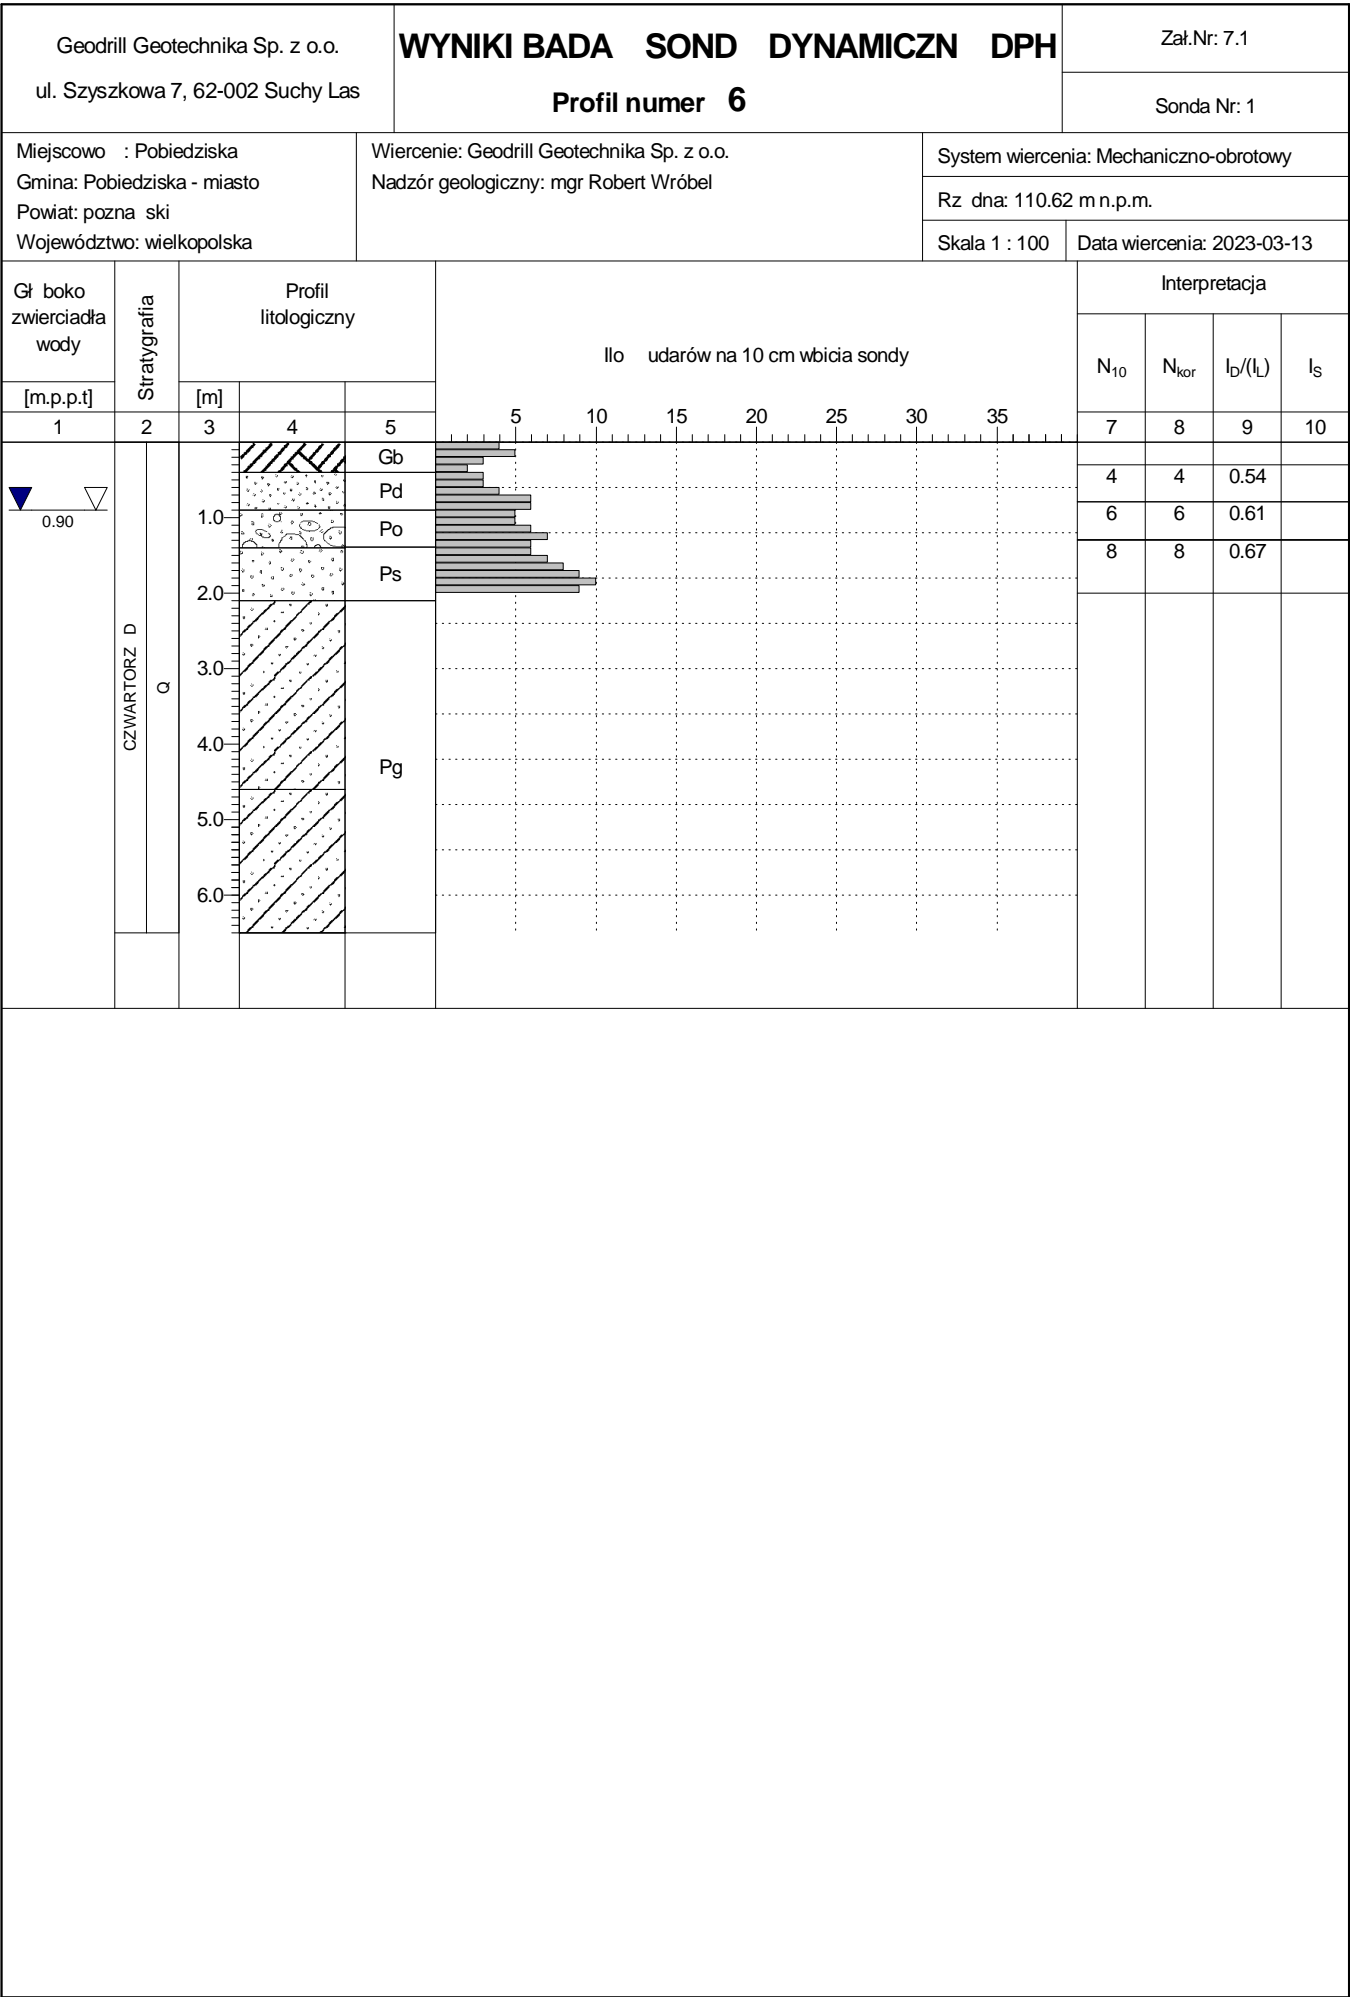 Geodrill Geotechnika Sp. z o.o.
ul. Szyszkowa 7, 62-002 Suchy Las
WYNIKI BADA SOND DYNAMICZN DPH
Profil numer 6
Zał.Nr: 7.1
Sonda Nr: 1
Miejscowo : Pobiedziska
Gmina: Pobiedziska - miasto
Powiat: pozna ski
Województwo: wielkopolska
Wiercenie: Geodrill Geotechnika Sp. z o.o.
Nadzór geologiczny: mgr Robert Wróbel
System wiercenia: Mechaniczno-obrotowy
Rz dna: 110.62 m n.p.m.
Skala 1 : 100
Data wiercenia: 2023-03-13
Gł boko
zwierciadła
wody
[m.p.p.t]
Stratygrafia
Profil
litologiczny
[m]
Ilo udarów na 10 cm wbicia sondy
Interpretacja
N10 Nkor ID/(IL) IS
5 10 15 20 25 30 35
1 2 3 4 5 7 8 9 10
Gb
Pd
Po
Ps
Pg
0.90
1.0
2.0
3.0
4.0
5.0
6.0
CZWARTORZ D
Q
4 4 0.54
6 6 0.61
8 8 0.67